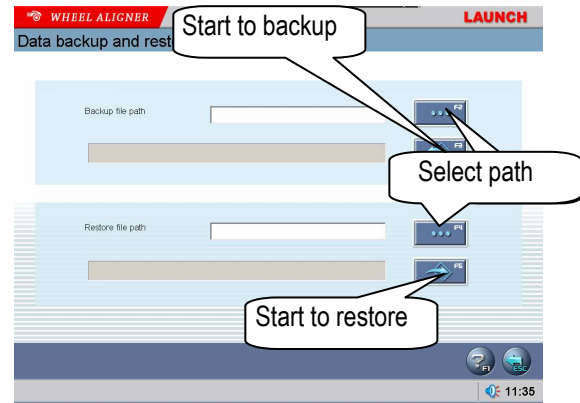 WHEEL ALIGNER
LAUNCH
Start to backup
Data backup and rest
Backup file path
F2
F3
Select path
Restore file path
F4
F5
Start to restore
F1
ESC
11:35